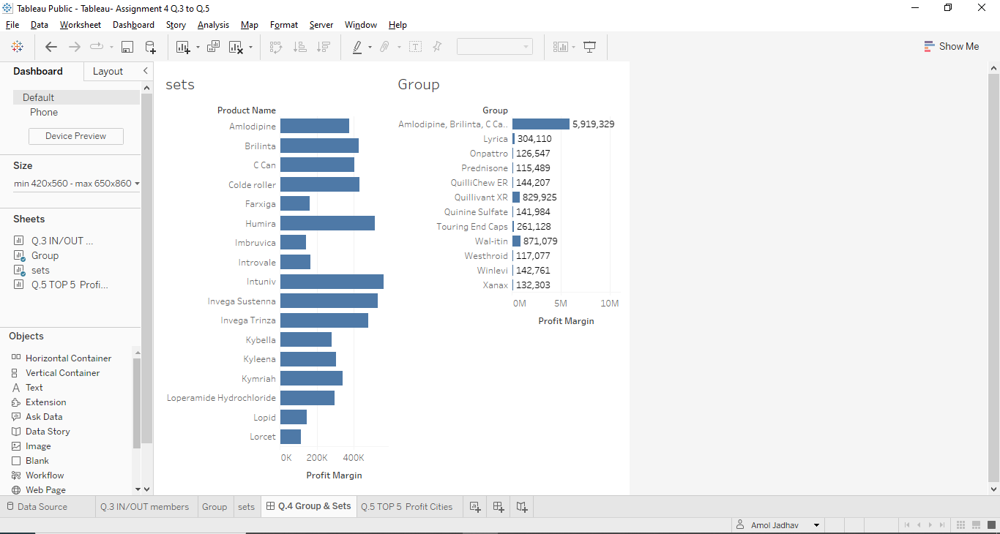 Tableau Public - Tableau- Assignment 4 Q.3 to Q.5
File Data Worksheet Dashboard Story Analysis Map Format Server Window Help
Show Me
Dashboard Layout
Default
Phone
Device Preview
Size
min 420x560 - max 650x860
Sheets
Q.3 IN/OUT ...
Group
sets
Q.5 TOP 5 Profi...
Objects
Horizontal Container
Vertical Container
Text
Extension
Ask Data
Data Story
Image
Blank
Workflow
Web Page
sets
Product Name
Amlodipine
Brilinta
C Can
Colde roller
Farxiga
Humira
Imbruvica
Introvale
Intuniv
Invega Sustenna
Invega Trinza
Kybella
Kyleena
Kymriah
Loperamide Hydrochloride
Lopid
Lorcet
0K 200K 400K
Profit Margin
Group
Group
Amlodipine, Brilinta, C Ca.. 5,919,329
Lyrica 304,110
Onpattro 126,547
Prednisone 115,489
QuilliChew ER 144,207
Quillivant XR 829,925
Quinine Sulfate 141,984
Touring End Caps 261,128
Wal-itin 871,079
Westhroid 117,077
Winlevi 142,761
Xanax 132,303
0M 5M 10M
Profit Margin
Data Source Q.3 IN/OUT members Group sets Q.4 Group & Sets Q.5 TOP 5 Profit Cities
Amol Jadhav